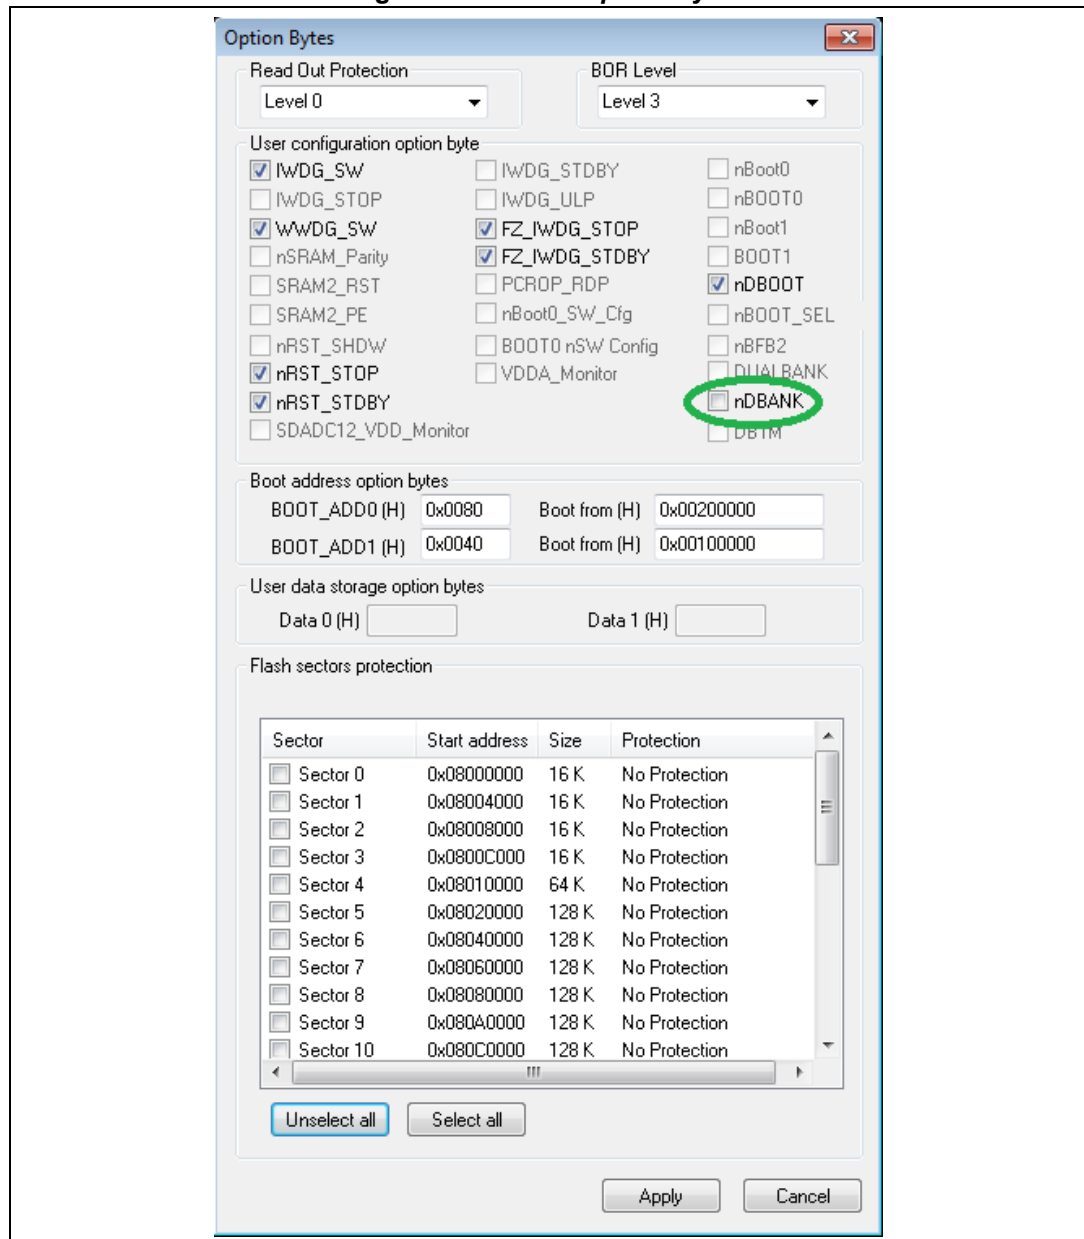 Option Bytes
Read Out Protection BOR Level
Level 0 Level 3
User configuration option byte
IWDG_SW IWDG_STDBY nBoot0
IWDG_STOP IWDG_ULP nBOOT0
WWDG_SW FZ_IWDG_STOP nBoot1
nSRAM_Parity FZ_IWDG_STDBY BOOT1
SRAM2_RST PCROP_RDP nDBOOT
SRAM2_PE nBoot0_SW_Cfg nBOOT_SEL
nRST_SHDW BOOT0 nSW Config nBFB2
nRST_STOP VDDA_Monitor DUALBANK
nRST_STDBY nDBANK
SDADC12_VDD_Monitor DB1M
Boot address option bytes
BOOT_ADD0 (H) 0x0080 Boot from (H) 0x00200000
BOOT_ADD1 (H) 0x0040 Boot from (H) 0x00100000
User data storage option bytes
Data 0 (H) Data 1 (H)
Flash sectors protection
Sector Start address Size Protection
Sector 0 0x08000000 16 K No Protection
Sector 1 0x08004000 16 K No Protection
Sector 2 0x08008000 16 K No Protection
Sector 3 0x0800C000 16 K No Protection
Sector 4 0x08010000 64 K No Protection
Sector 5 0x08020000 128 K No Protection
Sector 6 0x08040000 128 K No Protection
Sector 7 0x08060000 128 K No Protection
Sector 8 0x08080000 128 K No Protection
Sector 9 0x080A0000 128 K No Protection
Sector 10 0x080C0000 128 K No Protection
Unselect all Select all
Apply Cancel